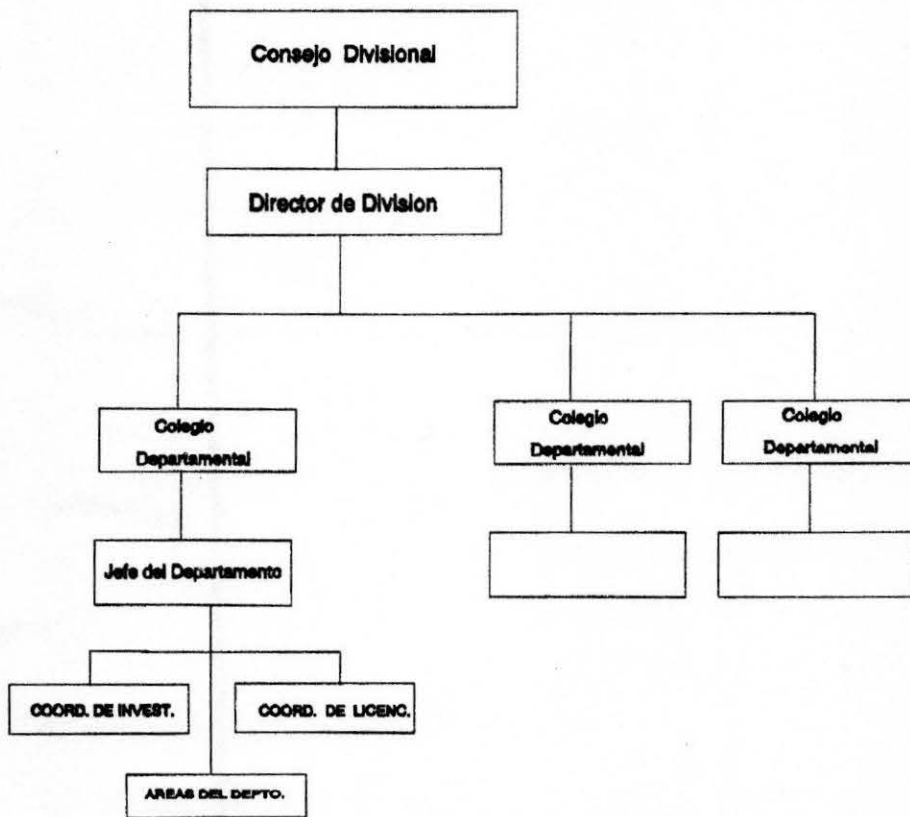 Consejo Divisional
Director de Division
Colegio
Departamental
Colegio
Departamental
Colegio
Departamental
Jefe del Departamento
COORD. DE INVEST.
COORD. DE LICENC.
AREAS DEL DEPTO.